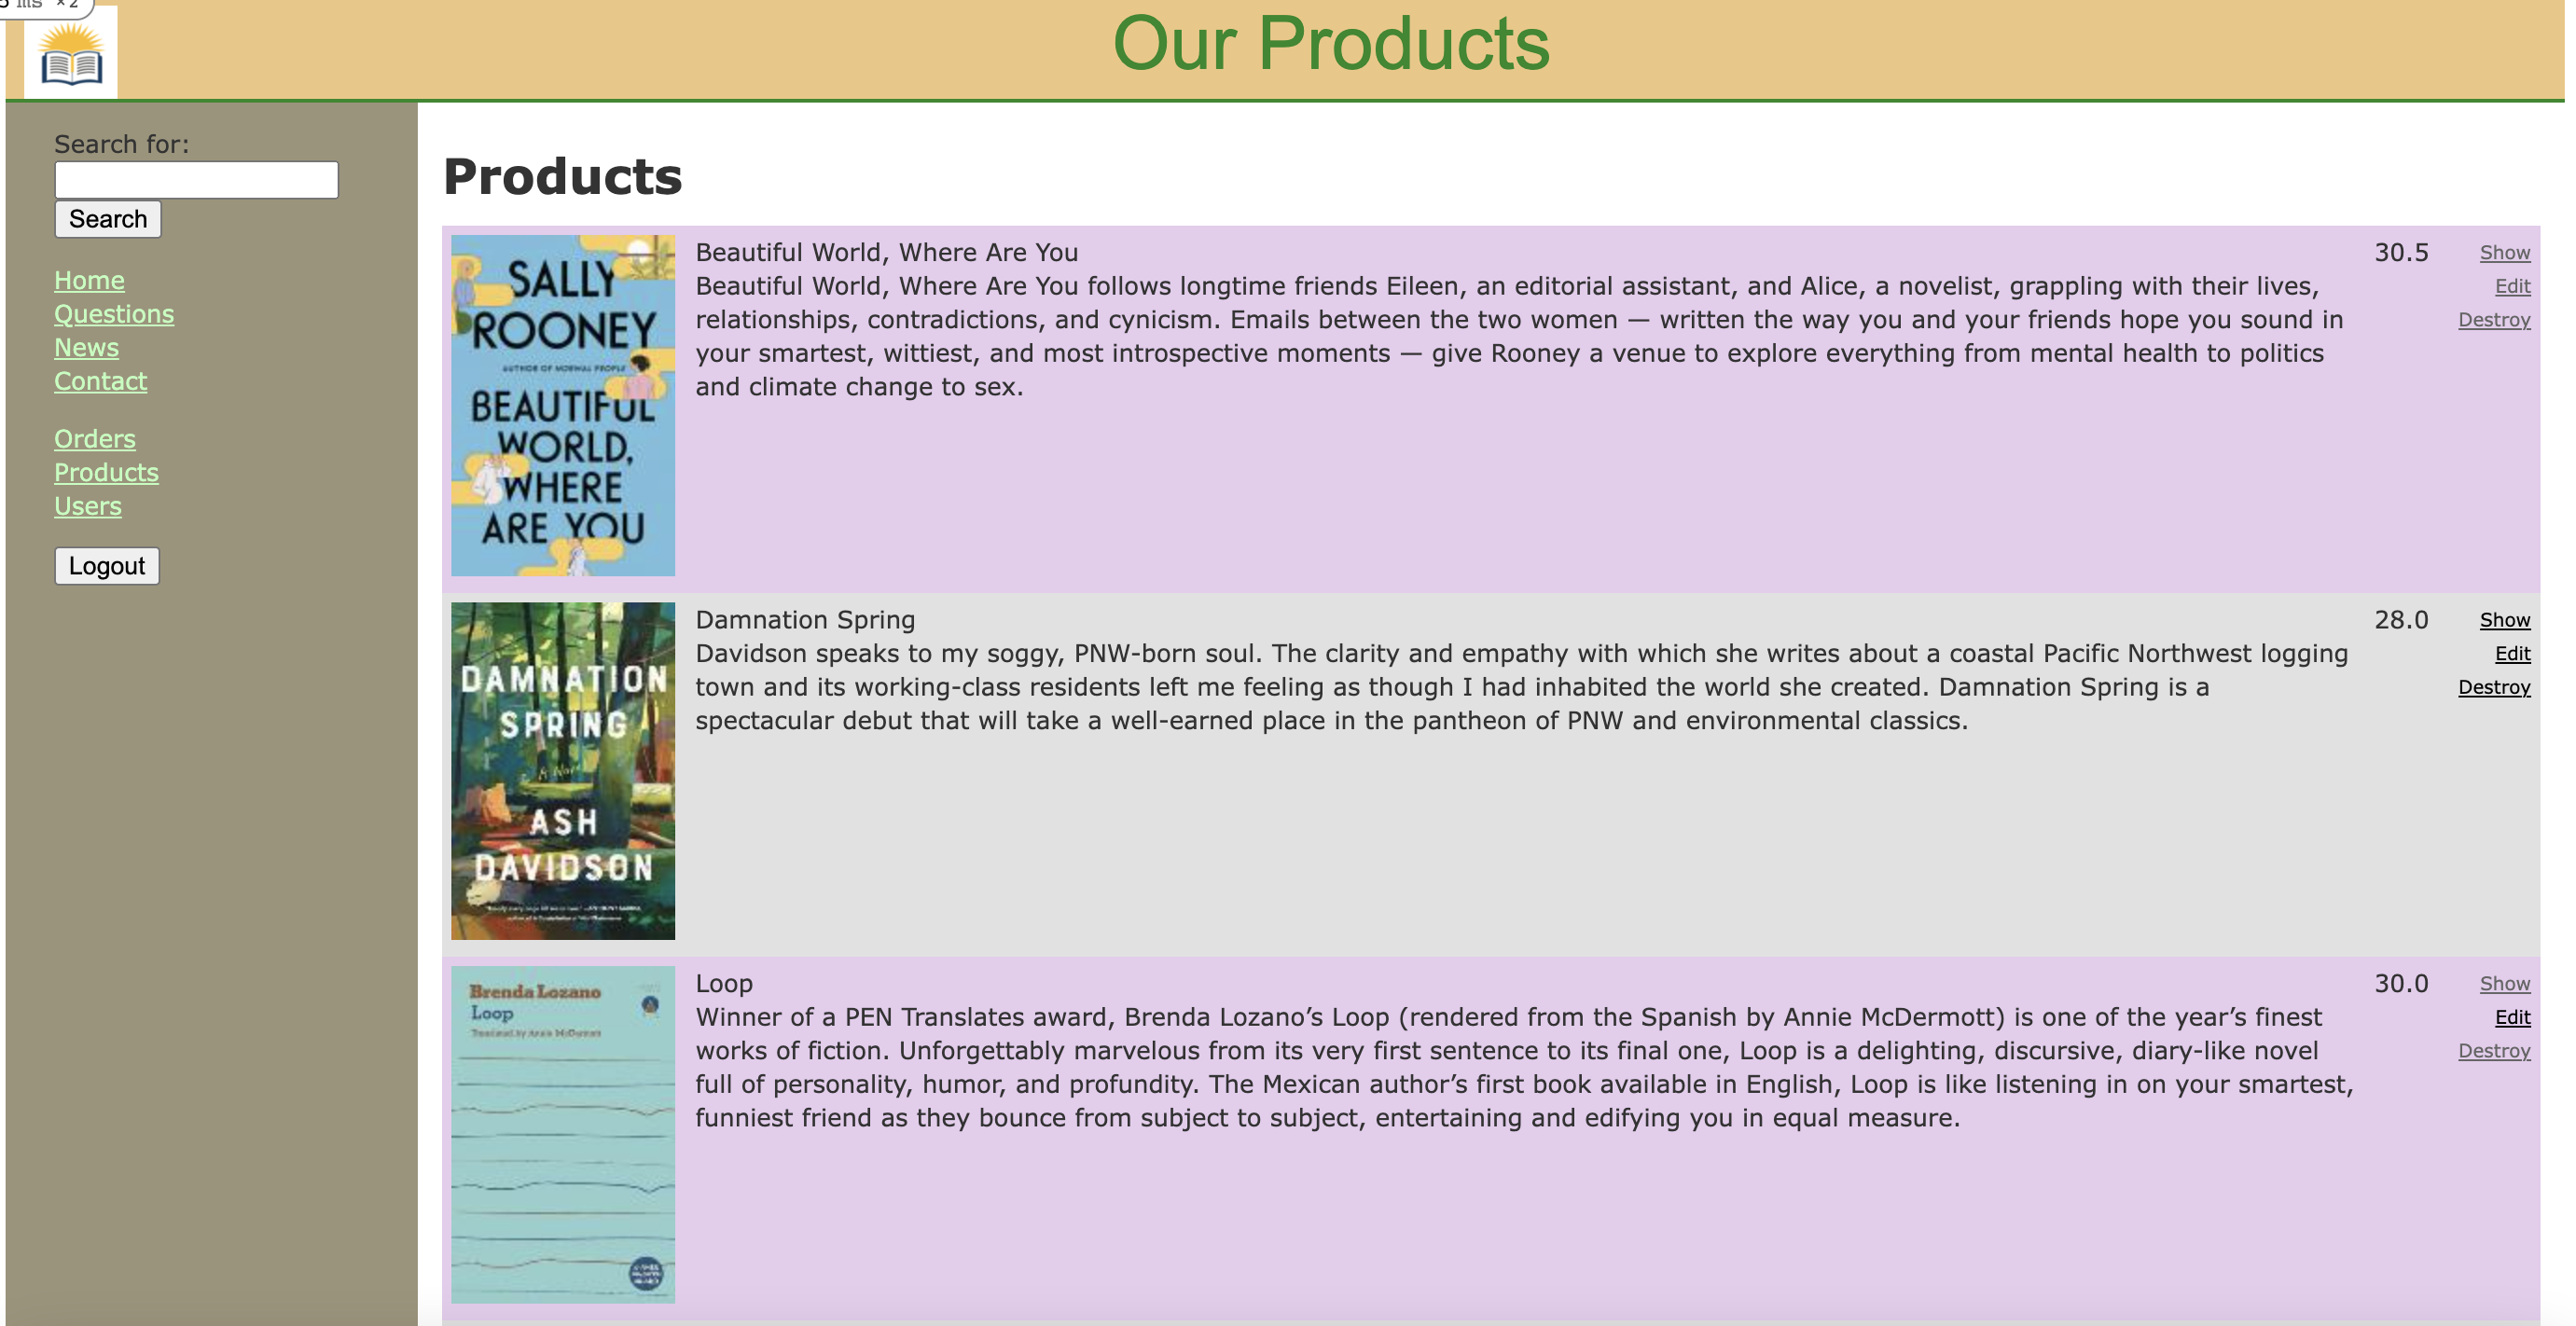 ms ×2
Our Products
Search for:
Search
Home
Questions
News
Contact
Orders
Products
Users
Logout
Products
SALLY
ROONEY
AUTHOR OF NORMAL PEOPLE
BEAUTIFUL
WORLD,
WHERE
ARE YOU
Beautiful World, Where Are You
30.5
Show
Beautiful World, Where Are You follows longtime friends Eileen, an editorial assistant, and Alice, a novelist, grappling with their lives,
Edit
relationships, contradictions, and cynicism. Emails between the two women — written the way you and your friends hope you sound in
Destroy
your smartest, wittiest, and most introspective moments — give Rooney a venue to explore everything from mental health to politics
and climate change to sex.
DAMNATION
SPRING
A Novel
ASH
DAVIDSON
Damnation Spring
28.0
Show
Davidson speaks to my soggy, PNW-born soul. The clarity and empathy with which she writes about a coastal Pacific Northwest logging
Edit
town and its working-class residents left me feeling as though I had inhabited the world she created. Damnation Spring is a
Destroy
spectacular debut that will take a well-earned place in the pantheon of PNW and environmental classics.
Brenda Lozano
Loop
Translated by Annie McDermott
Loop
30.0
Show
Winner of a PEN Translates award, Brenda Lozano’s Loop (rendered from the Spanish by Annie McDermott) is one of the year’s finest
Edit
works of fiction. Unforgettably marvelous from its very first sentence to its final one, Loop is a delighting, discursive, diary-like novel
Destroy
full of personality, humor, and profundity. The Mexican author’s first book available in English, Loop is like listening in on your smartest,
funniest friend as they bounce from subject to subject, entertaining and edifying you in equal measure.